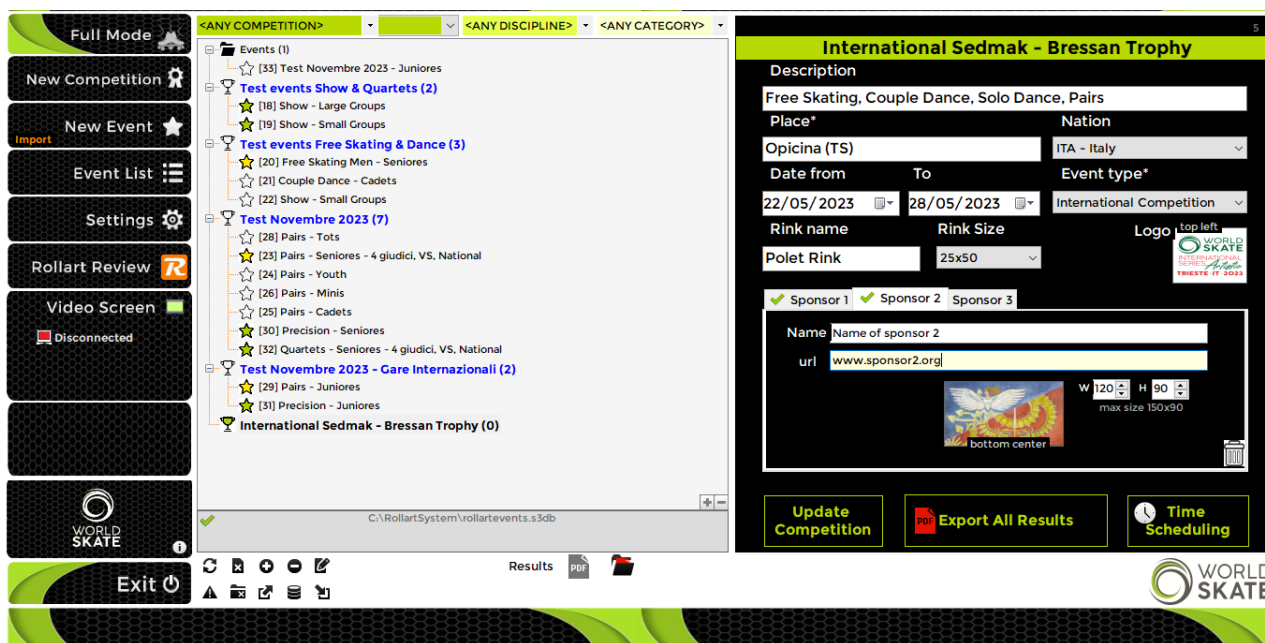 Full Mode
New Competition
New Event
Import
Event List
Settings
Rollart Review
R
Video Screen
Disconnected
WORLD
SKATE
i
Exit
<ANY COMPETITION>
<ANY DISCIPLINE>
<ANY CATEGORY>
Events (1)
[33] Test Novembre 2023 - Juniores
Test events Show & Quartets (2)
[18] Show - Large Groups
[19] Show - Small Groups
Test events Free Skating & Dance (3)
[20] Free Skating Men - Seniores
[21] Couple Dance - Cadets
[22] Show - Small Groups
Test Novembre 2023 (7)
[28] Pairs - Tots
[23] Pairs - Seniores - 4 giudici, VS, National
[24] Pairs - Youth
[26] Pairs - Minis
[25] Pairs - Cadets
[30] Precision - Seniores
[32] Quartets - Seniores - 4 giudici, VS, National
Test Novembre 2023 - Gare Internazionali (2)
[29] Pairs - Juniores
[31] Precision - Juniores
International Sedmak - Bressan Trophy (0)
C:\RollartSystem\rollartevents.s3db
Results
PDF
5
International Sedmak - Bressan Trophy
Description
Free Skating, Couple Dance, Solo Dance, Pairs
Place* Nation
Opicina (TS) ITA - Italy
Date from To Event type*
22/05/2023 28/05/2023 International Competition
Rink name Rink Size Logo top left
Polet Rink 25x50
WORLD
SKATE
INTERNATIONAL
SERIES Artistic
TRIESTE-IT-2023
Sponsor 1 Sponsor 2 Sponsor 3
Name Name of sponsor 2
url www.sponsor2.org
W 120 H 90
max size 150x90
bottom center
Update
Competition
PDF Export All Results
Time
Scheduling
WORLD
SKATE